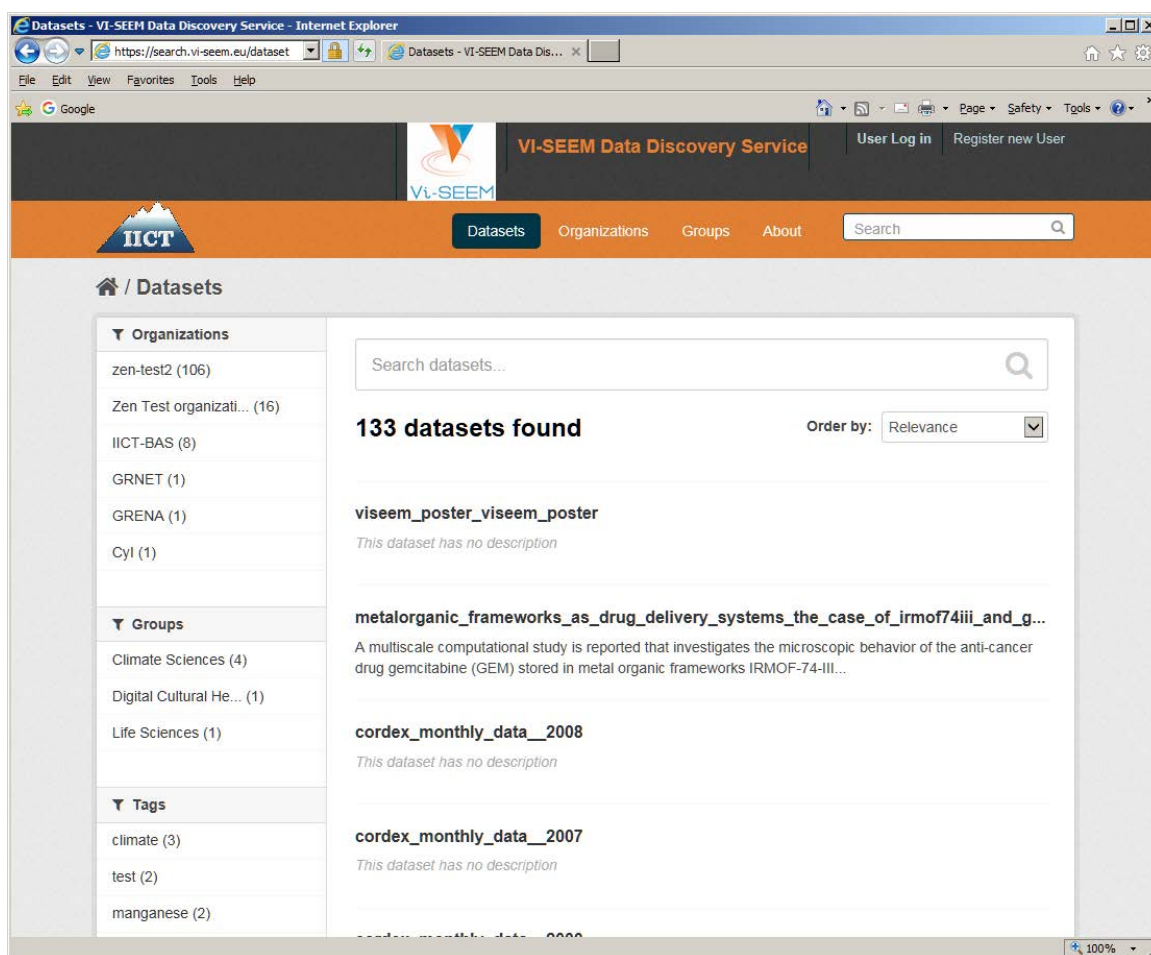 Datasets - VI-SEEM Data Discovery Service - Internet Explorer
https://search.vi-seem.eu/dataset
Datasets - VI-SEEM Data Dis...
File Edit View Favorites Tools Help
Google
Page Safety Tools
Vi-SEEM
VI-SEEM Data Discovery Service
User Log in Register new User
IICT
Datasets Organizations Groups About Search
/ Datasets
Organizations
zen-test2 (106)
Zen Test organizati... (16)
IICT-BAS (8)
GRNET (1)
GRENA (1)
CyI (1)
Groups
Climate Sciences (4)
Digital Cultural He... (1)
Life Sciences (1)
Tags
climate (3)
test (2)
manganese (2)
Search datasets...
133 datasets found
Order by: Relevance
viseem_poster_viseem_poster
This dataset has no description
metalorganic_frameworks_as_drug_delivery_systems_the_case_of_irmof74iii_and_g...
A multiscale computational study is reported that investigates the microscopic behavior of the anti-cancer
drug gemcitabine (GEM) stored in metal organic frameworks IRMOF-74-III...
cordex_monthly_data__2008
This dataset has no description
cordex_monthly_data__2007
This dataset has no description
100%